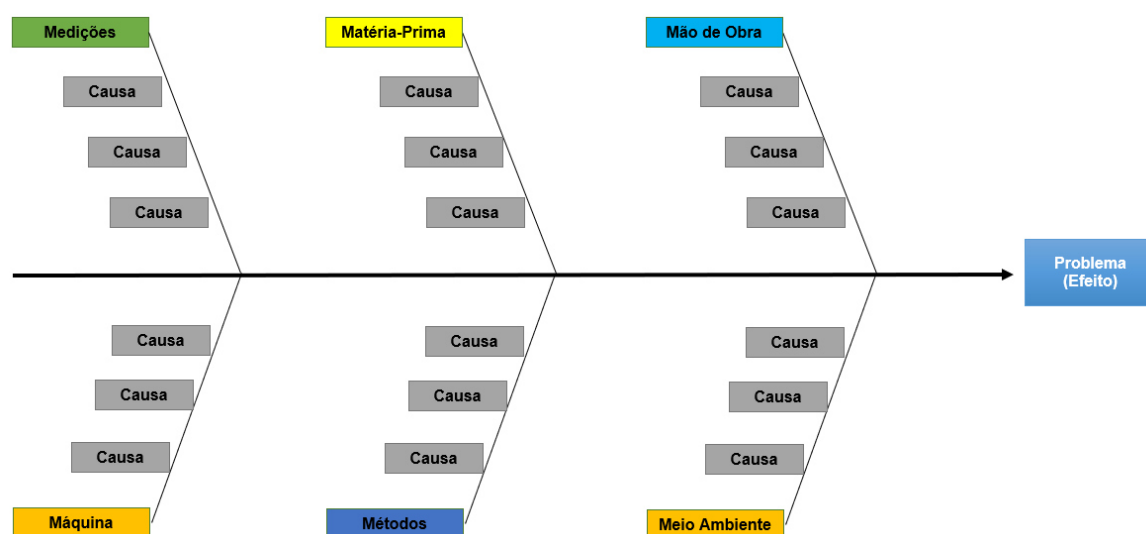 Medições
Matéria-Prima
Mão de Obra
Causa
Causa
Causa
Causa
Causa
Causa
Causa
Causa
Causa
Problema
(Efeito)
Causa
Causa
Causa
Causa
Causa
Causa
Causa
Causa
Causa
Máquina
Métodos
Meio Ambiente